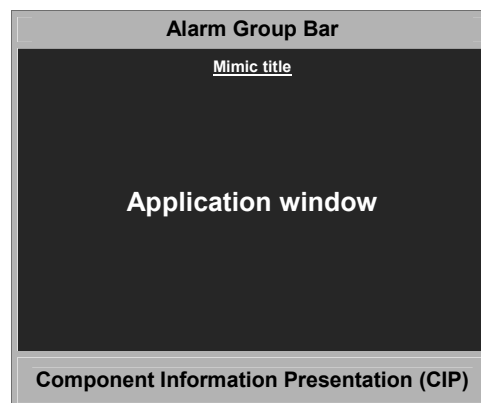 Alarm Group Bar
Mimic title
Application window
Component Information Presentation (CIP)